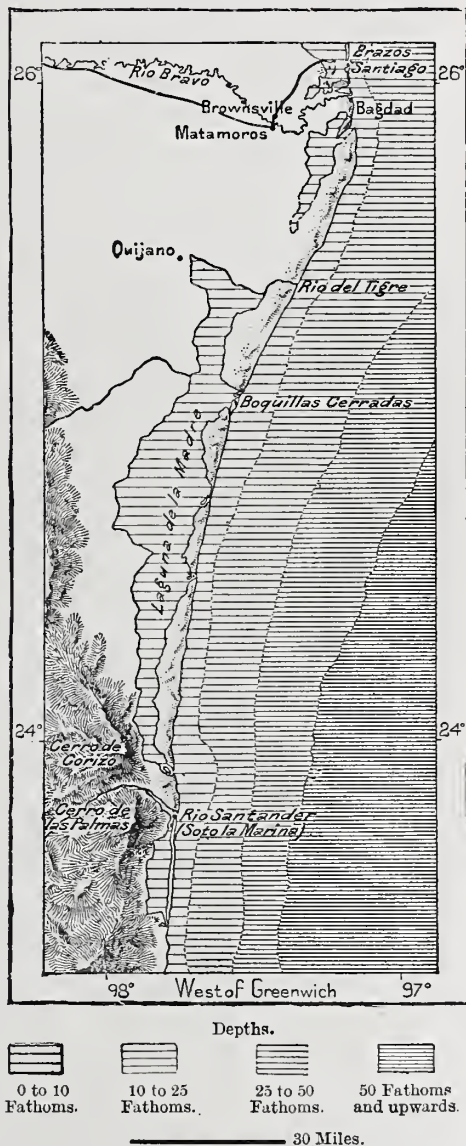 Brazos
26° Rio Bravo Santiago 26°
Brownsville Bagdad
Matamoros
Quijano
Rio del Tigre
Boquillas Cerradas
Laguna de la Madre
24° 24°
Cerro de
Gorizo
Cerro de Rio Santander
las Palmas (Soto la Marina)
98° West of Greenwich 97°
Depths.
0 to 10 10 to 25 25 to 50 50 Fathoms
Fathoms. Fathoms. Fathoms. and upwards.
30 Miles.